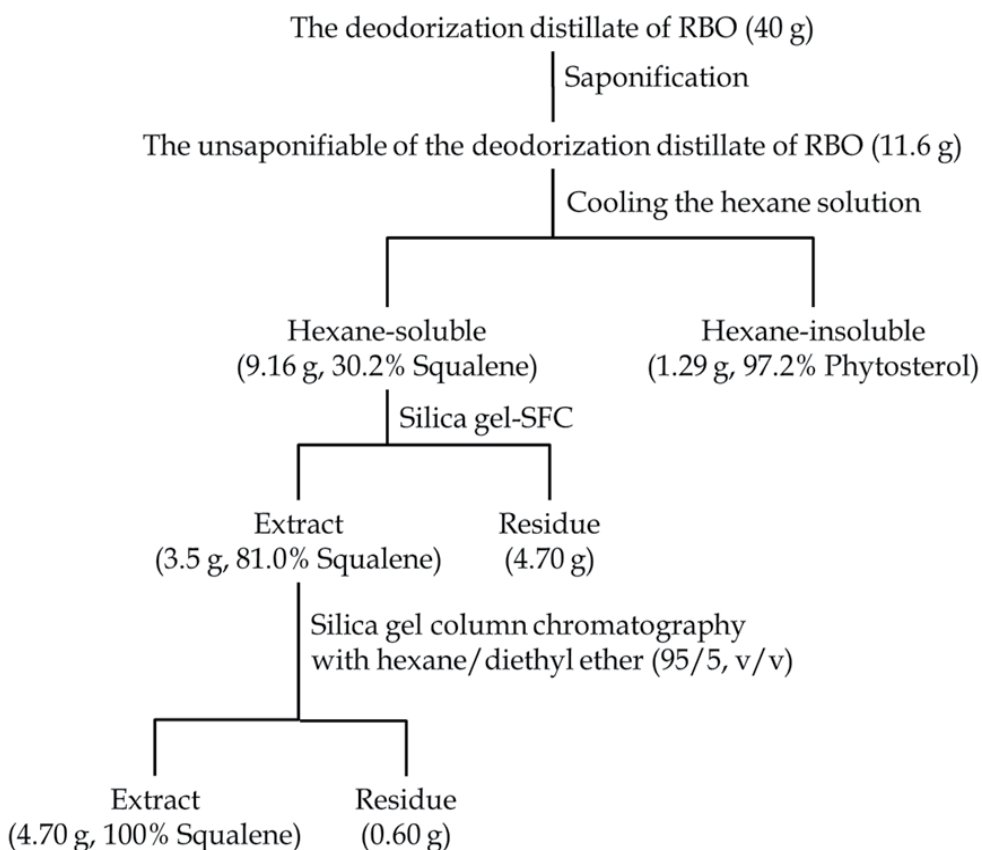 The deodorization distillate of RBO (40 g)
Saponification
The unsaponifiable of the deodorization distillate of RBO (11.6 g)
Cooling the hexane solution
Hexane-soluble
(9.16 g, 30.2% Squalene)
Hexane-insoluble
(1.29 g, 97.2% Phytosterol)
Silica gel-SFC
Extract
(3.5 g, 81.0% Squalene)
Residue
(4.70 g)
Silica gel column chromatography
with hexane/diethyl ether (95/5, v/v)
Extract
(4.70 g, 100% Squalene)
Residue
(0.60 g)